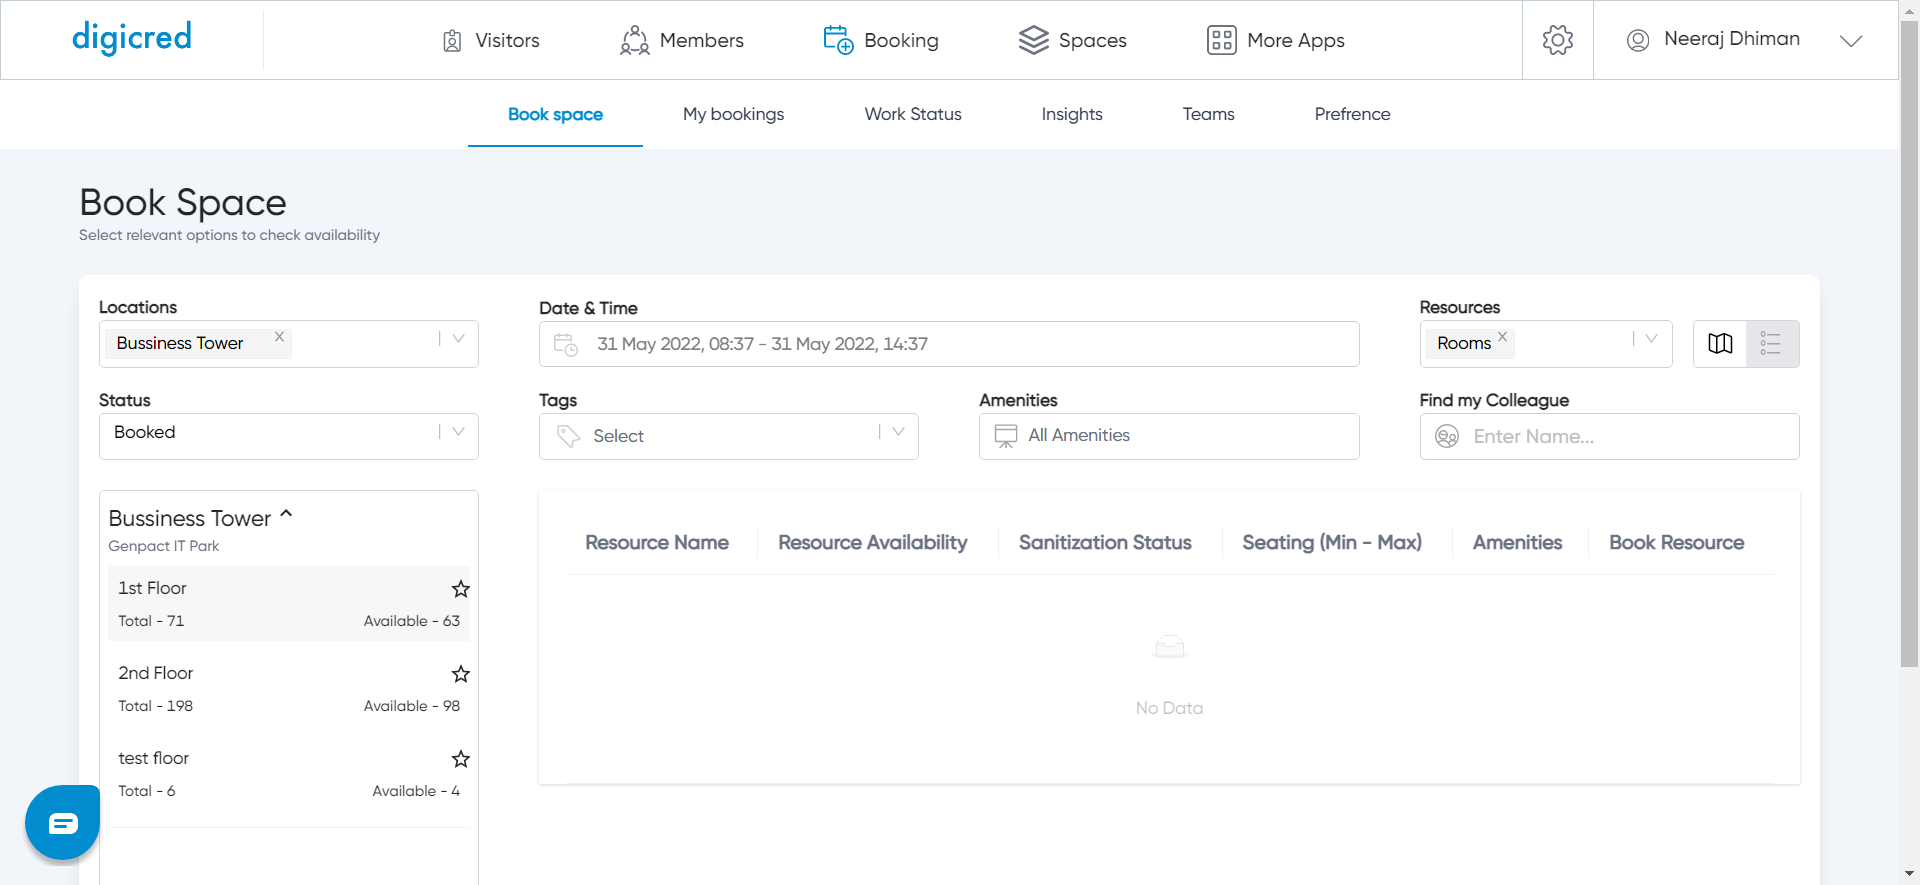 digicred
Visitors
Members
Booking
Spaces
More Apps
Neeraj Dhiman
Book space
My bookings
Work Status
Insights
Teams
Prefrence
Book Space
Select relevant options to check availability
Locations
Bussiness Tower
Date & Time
31 May 2022, 08:37 - 31 May 2022, 14:37
Resources
Rooms
Status
Booked
Tags
Select
Amenities
All Amenities
Find my Colleague
Enter Name...
Bussiness Tower
Genpact IT Park
1st Floor
Total - 71 Available - 63
2nd Floor
Total - 198 Available - 98
test floor
Total - 6 Available - 4
Resource Name Resource Availability Sanitization Status Seating (Min - Max) Amenities Book Resource
No Data